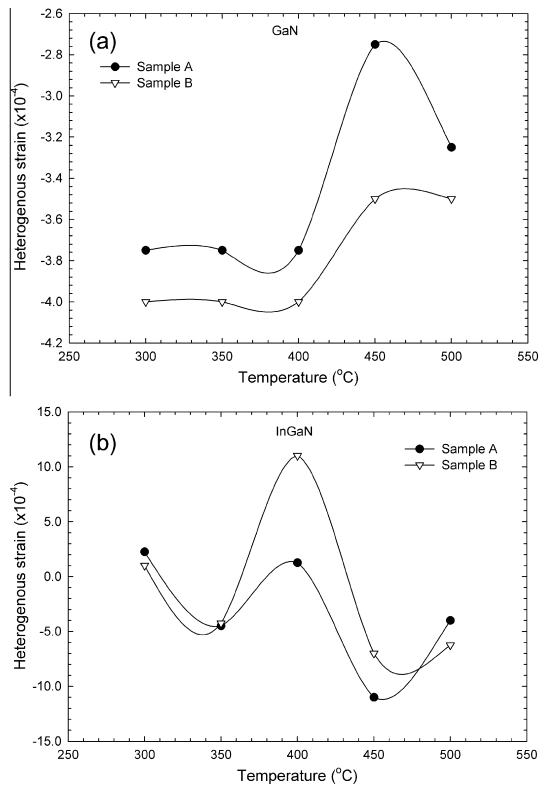 (a)
GaN
Sample A
Sample B
Heterogenous strain (x10⁻⁴)
-2.6
-2.8
-3.0
-3.2
-3.4
-3.6
-3.8
-4.0
-4.2
250 300 350 400 450 500 550
Temperature (°C)
(b)
InGaN
Sample A
Sample B
Heterogenous strain (x10⁻⁴)
15.0
10.0
5.0
0.0
-5.0
-10.0
-15.0
250 300 350 400 450 500 550
Temperature (°C)